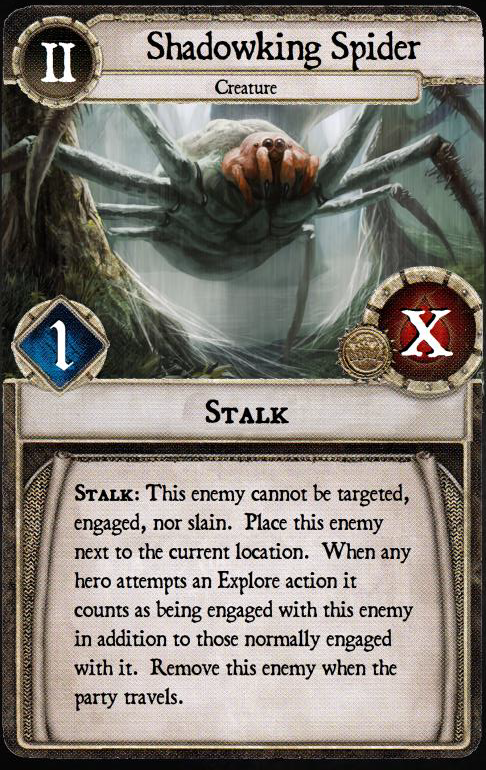 II
Shadowking Spider
Creature
1
X
STALK
STALK: This enemy cannot be targeted,
engaged, nor slain. Place this enemy
next to the current location. When any
hero attempts an Explore action it
counts as being engaged with this enemy
in addition to those normally engaged
with it. Remove this enemy when the
party travels.